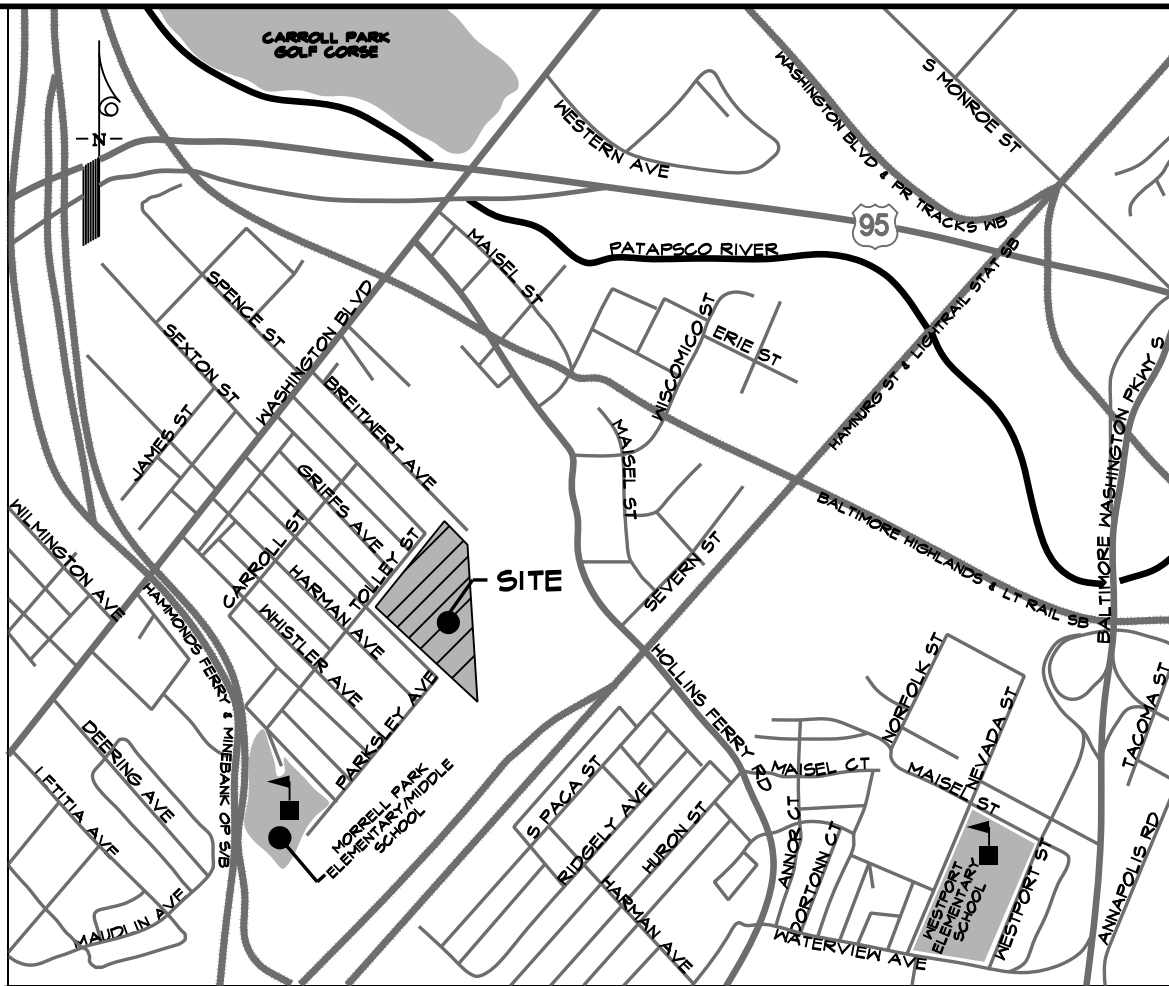 CARROLL PARK
GOLF CORSE
WASHINGTON BLVD & PR TRACKS WB
S MONROE ST
WESTERN AVE
N
95
PATAPSCO RIVER
MAISEL ST
SPENCE ST
WASHINGTON BLVD
SEXTON ST
WISCOMICO ST
ERIE ST
HAMNURG ST & LIGHTRAIL STAT SB
BALTIMORE WASHINGTON PKWY S
BREITWERT AVE
JAMES ST
MAISEL ST
GRIFFS AVE
WILMINGTON AVE
CARROLL ST
TOLLEY ST
SITE
BALTIMORE HIGHLANDS & LT RAIL SB
SEVERN ST
HARMAN AVE
HAMMONDS FERRY & MINEBANK OP S/B
WHISTLER AVE
PARKSLEY AVE
HOLLINS FERRY RD
NORFOLK ST
NEVADA ST
TACOMA ST
DEERING AVE
LETITIA AVE
MORRELL PARK
ELEMENTARY/MIDDLE
SCHOOL
S PACA ST
RIDGELY AVE
HURON ST
MAISEL CT
MAISEL ST
ANNOR CT
DORTONN CT
WESTPORT
ELEMENTARY
SCHOOL
WESTPORT ST
ANNAPOLIS RD
HARMAN AVE
WATERVIEW AVE
MAUDLIN AVE